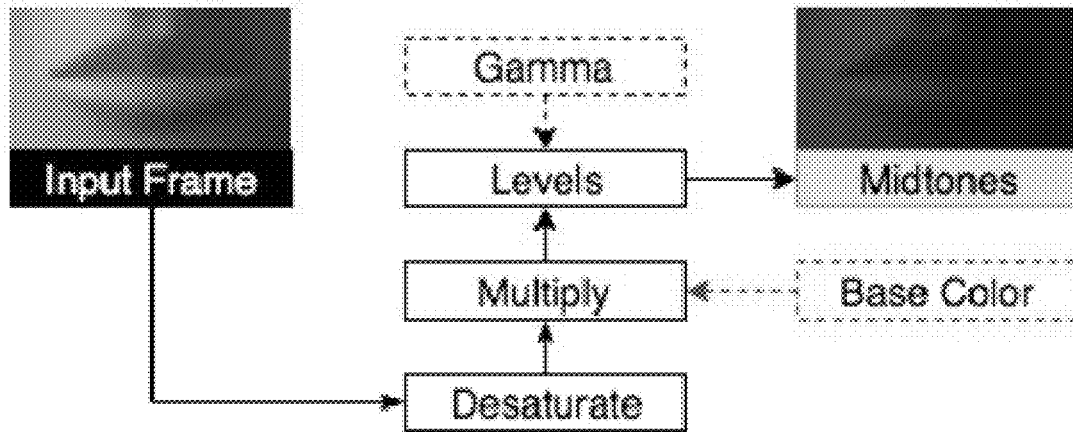 Gamma
Input Frame
Levels
Midtones
Multiply
Base Color
Desaturate